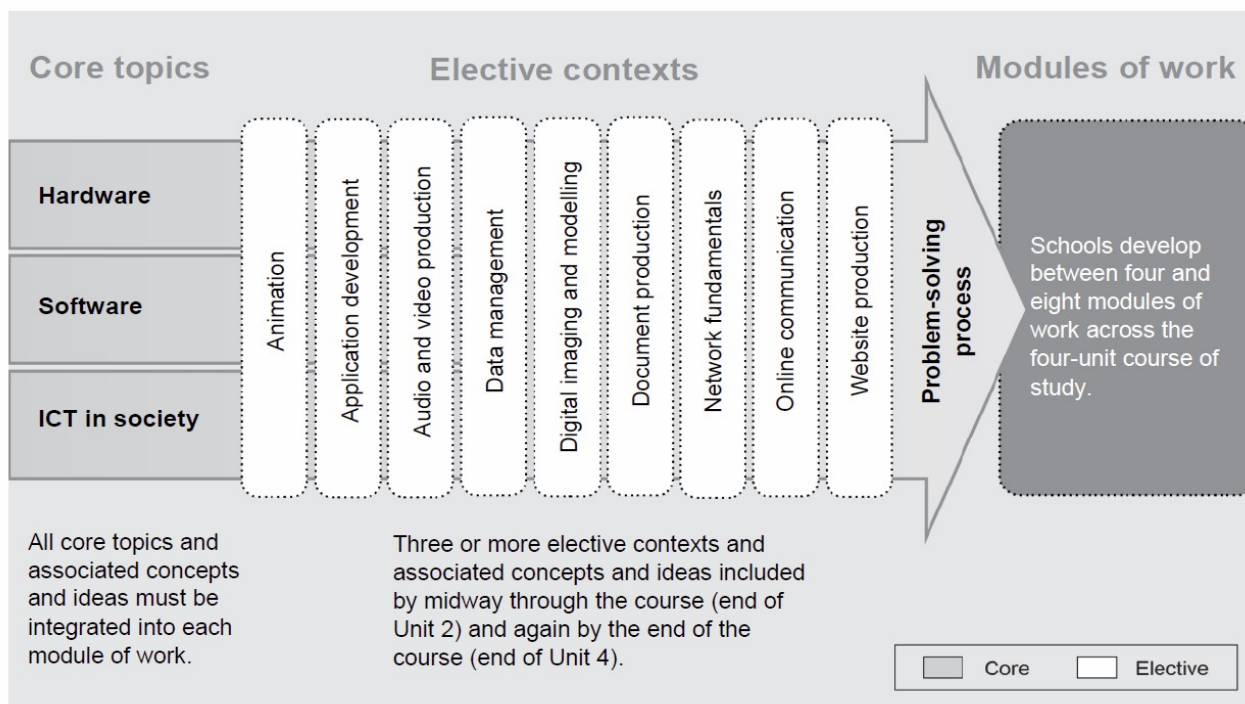 Core topics
Elective contexts
Modules of work
Hardware
Software
ICT in society
Animation
Application development
Audio and video production
Data management
Digital imaging and modelling
Document production
Network fundamentals
Online communication
Website production
Problem-solving
process
Schools develop
between four and
eight modules of
work across the
four-unit course of
study.
All core topics and
associated concepts
and ideas must be
integrated into each
module of work.
Three or more elective contexts and
associated concepts and ideas included
by midway through the course (end of
Unit 2) and again by the end of the
course (end of Unit 4).
Core
Elective